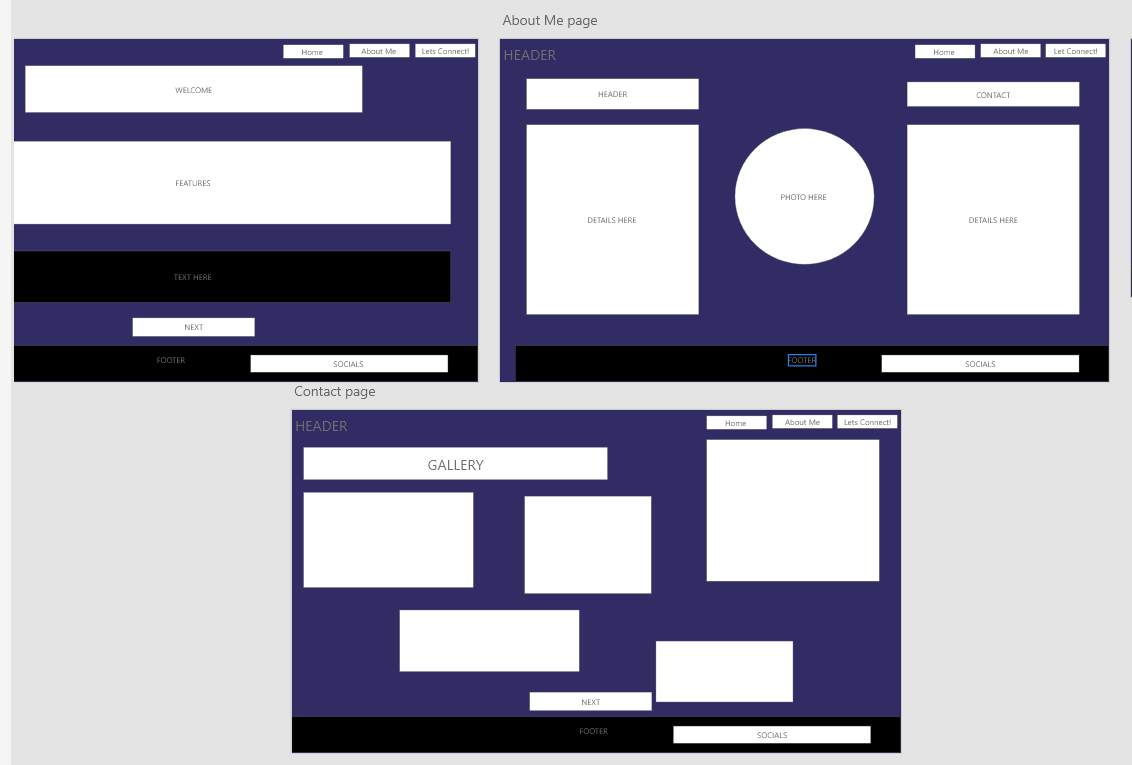 About Me page
Home
About Me
Lets Connect!
WELCOME
FEATURES
TEXT HERE
NEXT
FOOTER
SOCIALS
HEADER
Home
About Me
Let Connect!
HEADER
CONTACT
DETAILS HERE
PHOTO HERE
DETAILS HERE
FOOTER
SOCIALS
Contact page
HEADER
Home
About Me
Lets Connect!
GALLERY
NEXT
FOOTER
SOCIALS